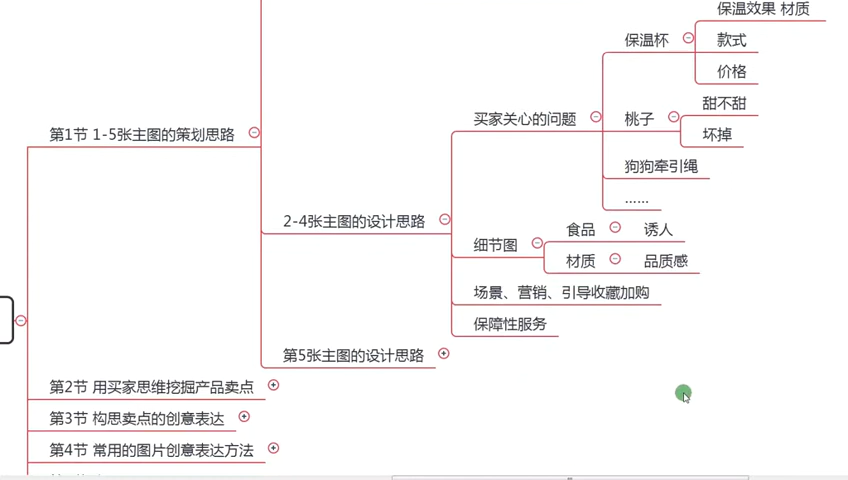 保温效果 材质
保温杯
款式
价格
甜不甜
买家关心的问题
桃子
第1节 1-5张主图的策划思路
坏掉
狗狗牵引绳
......
2-4张主图的设计思路
食品
诱人
细节图
材质
品质感
场景、营销、引导收藏加购
保障性服务
第5张主图的设计思路
第2节 用买家思维挖掘产品卖点
第3节 构思卖点的创意表达
第4节 常用的图片创意表达方法